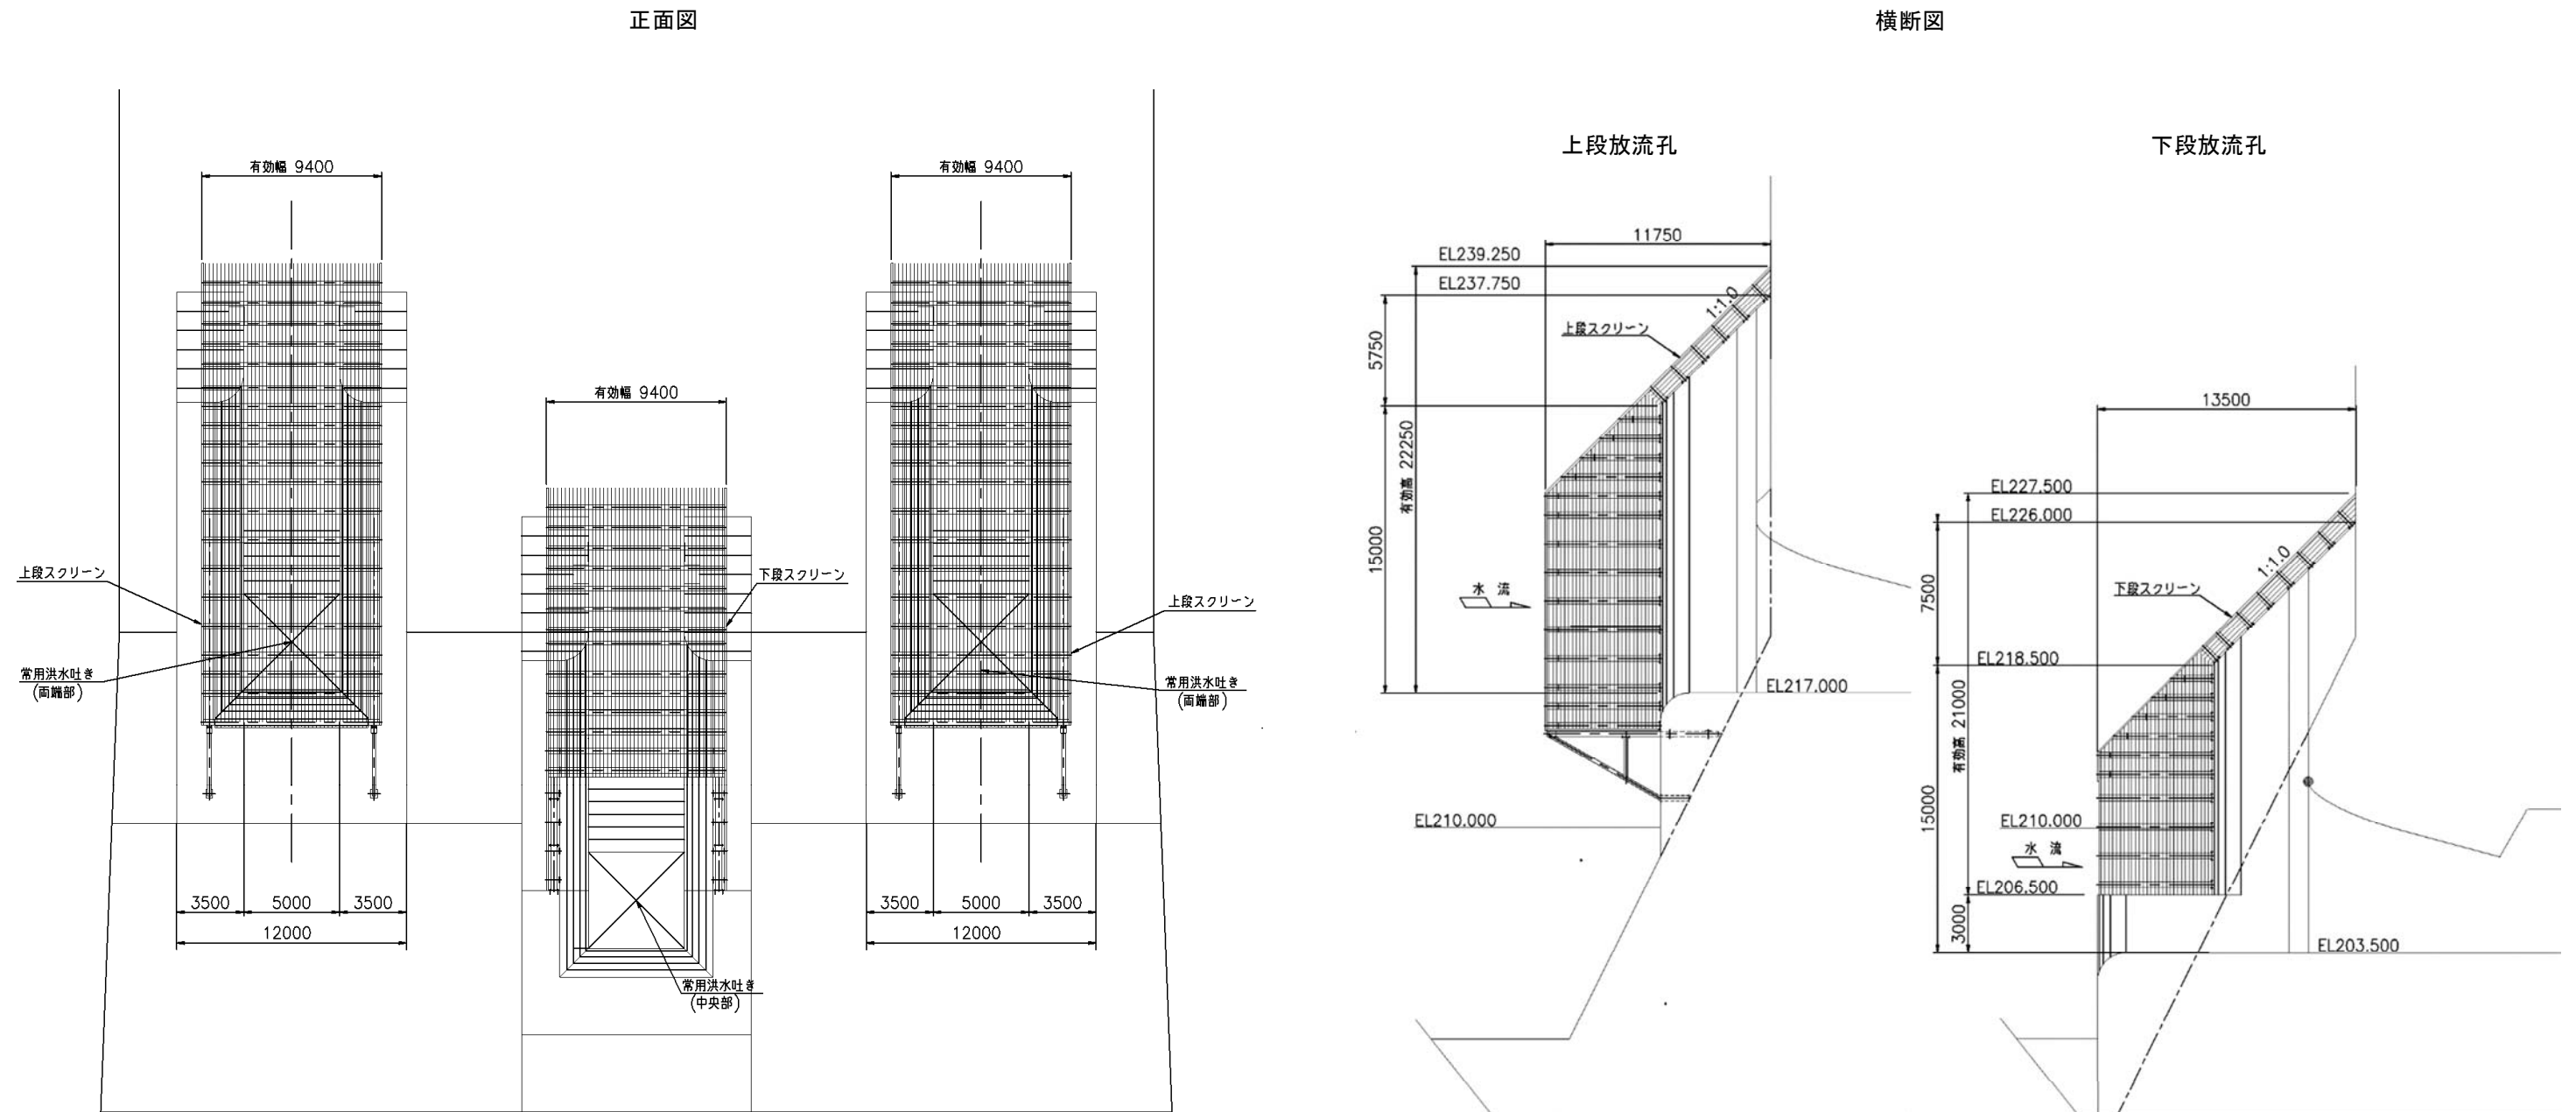 正面図
横断図
有効幅 9400
有効幅 9400
有効幅 9400
上段スクリーン
下段スクリーン
上段スクリーン
常用洪水吐き
(両端部)
常用洪水吐き
(両端部)
常用洪水吐き
(中央部)
3500
5000
3500
12000
3500
5000
3500
12000
上段放流孔
11750
EL239.250
EL237.750
1:1.0
上段スクリーン
5750
有効高 22250
15000
水 流
EL217.000
EL210.000
下段放流孔
13500
EL227.500
EL226.000
1:1.0
下段スクリーン
7500
EL218.500
有効高 21000
15000
EL210.000
水 流
EL206.500
3000
EL203.500